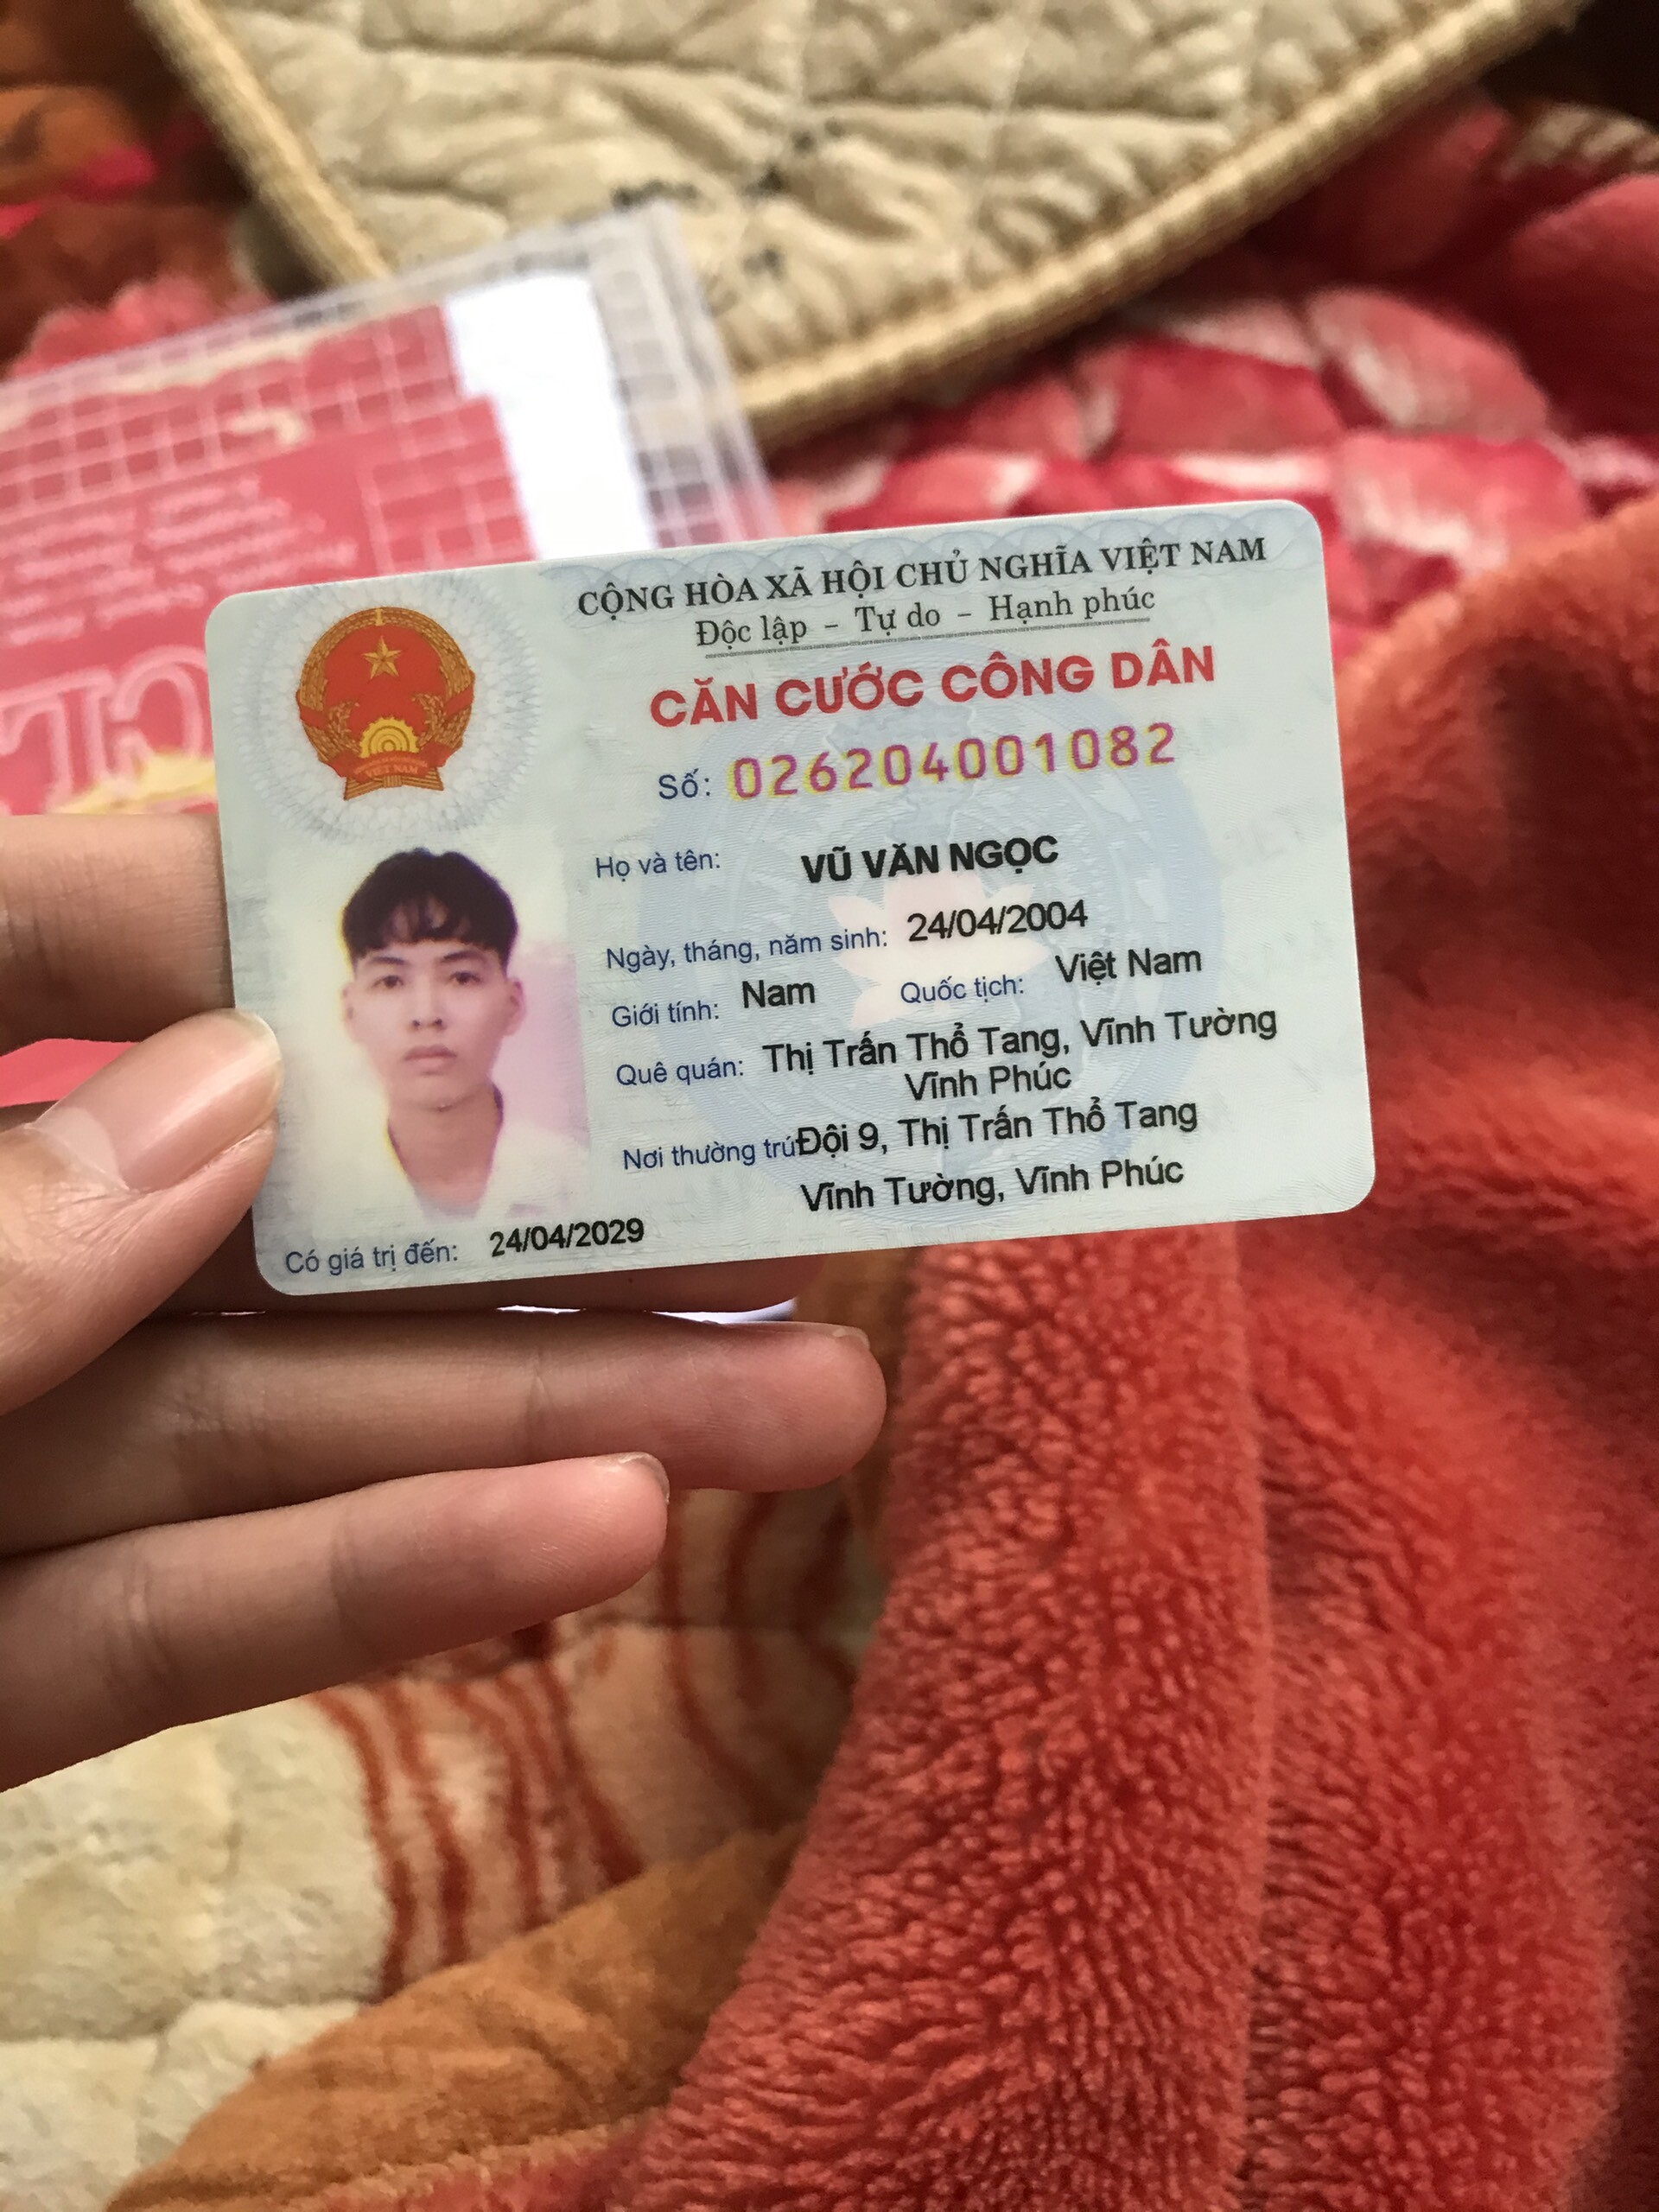 CỘNG HÒA XÃ HỘI CHỦ NGHĨA VIỆT NAM
Độc lập - Tự do - Hạnh phúc
CĂN CƯỚC CÔNG DÂN
Số: 026204001082
Họ và tên: VŨ VĂN NGỌC
Ngày, tháng, năm sinh: 24/04/2004
Giới tính: Nam Quốc tịch: Việt Nam
Quê quán: Thị Trấn Thổ Tang, Vĩnh Tường
Vĩnh Phúc
Nơi thường trú: Đội 9, Thị Trấn Thổ Tang
Vĩnh Tường, Vĩnh Phúc
Có giá trị đến: 24/04/2029
VIỆT NAM